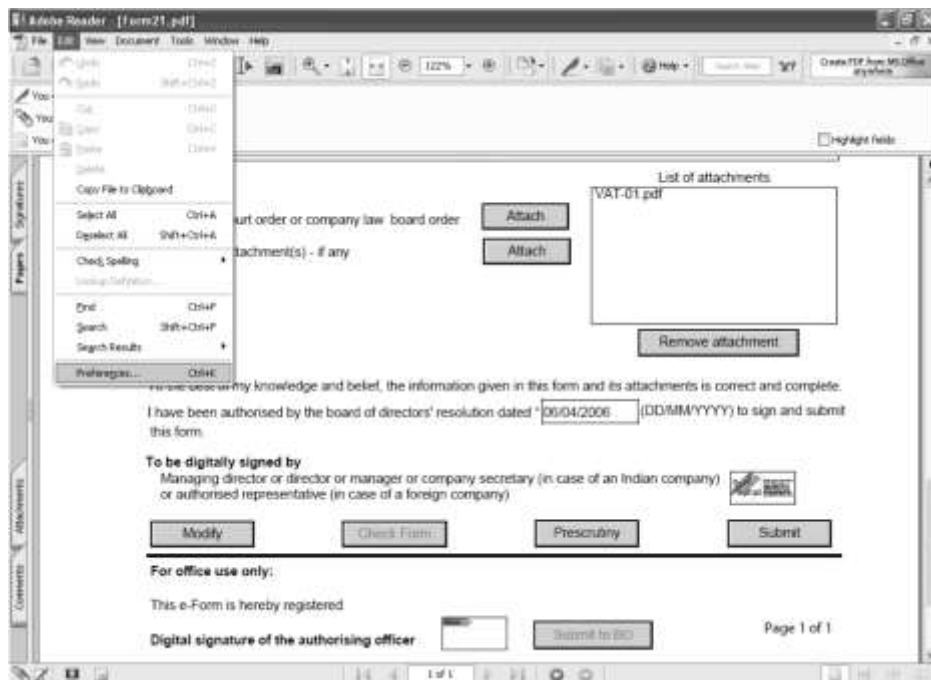 Adobe Reader - [Form21.pdf]
File Edit View Document Tools Window Help
Undo Ctrl+Z
Redo Shift+Ctrl+Z
Cut Ctrl+X
Copy Ctrl+C
Paste Ctrl+V
Delete
Copy File to Clipboard
Select All Ctrl+A
Deselect All Shift+Ctrl+A
Check Spelling
Find Ctrl+F
Search Shift+Ctrl+F
Search Results
Preferences... Ctrl+K
122%
Help
Create PDF from MS Office anywhere
You
You
You
Highlight fields
Signatures
Pages
Attachments
Comments
List of attachments
VAT-01.pdf
urt order or company law board order Attach
tachment(s) - if any Attach
Remove attachment
To the best of my knowledge and belief, the information given in this form and its attachments is correct and complete.
I have been authorised by the board of directors' resolution dated * 06/04/2006 (DD/MM/YYYY) to sign and submit
this form.
To be digitally signed by
Managing director or director or manager or company secretary (in case of an Indian company)
or authorised representative (in case of a foreign company)
Modify Check Form Prescrutiny Submit
For office use only:
This e-Form is hereby registered
Digital signature of the authorising officer Submit to BO
Page 1 of 1
1 of 1